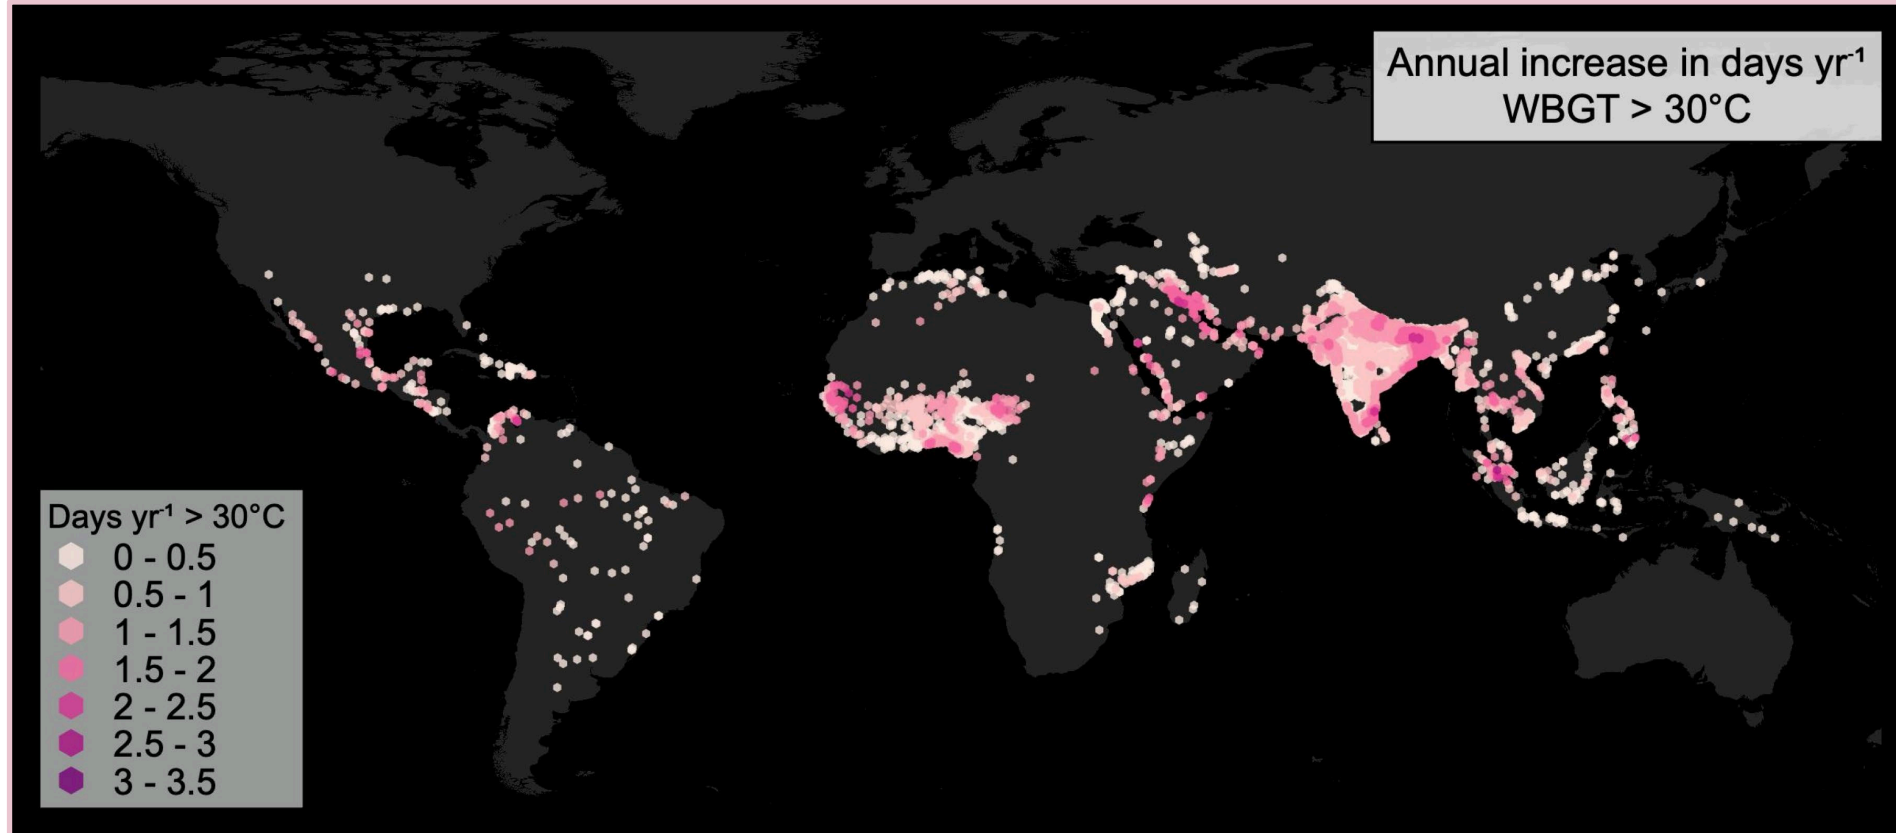 Annual increase in days yr⁻¹
WBGT > 30°C
Days yr⁻¹ > 30°C
0 - 0.5
0.5 - 1
1 - 1.5
1.5 - 2
2 - 2.5
2.5 - 3
3 - 3.5